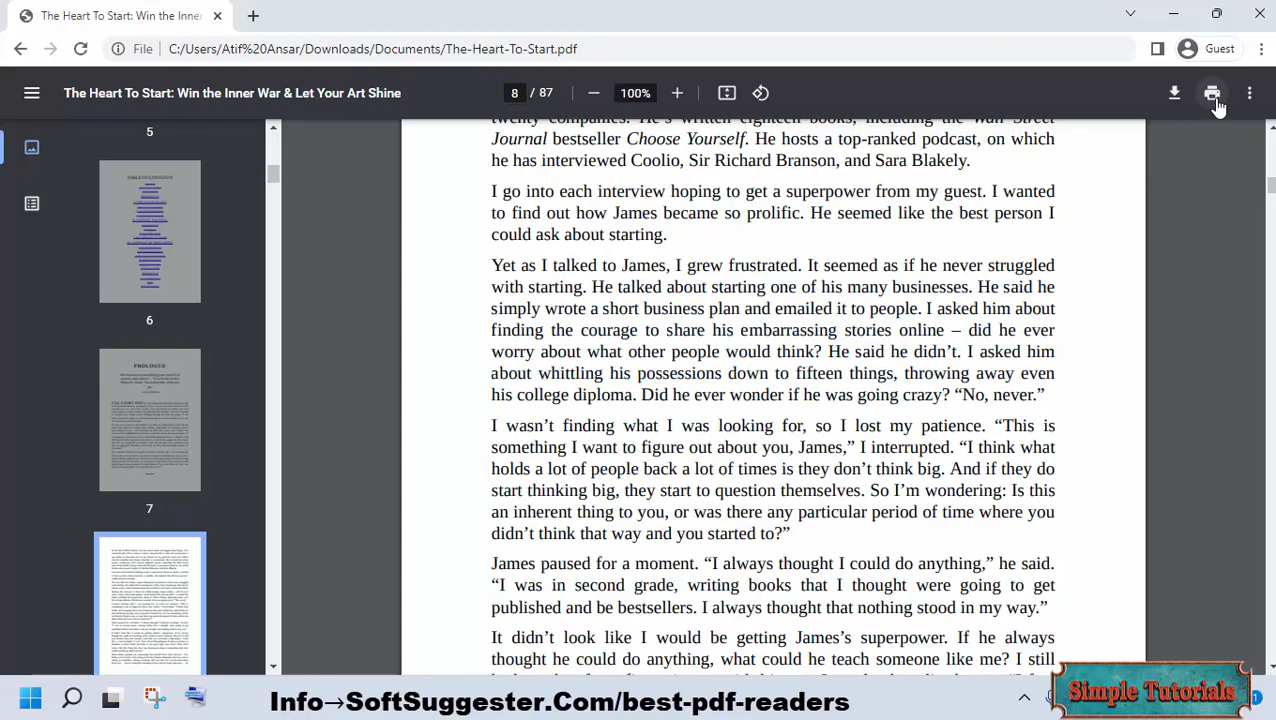 The Heart To Start: Win the Inner
File
C:/Users/Atif%20Ansar/Downloads/Documents/The-Heart-To-Start.pdf
Guest
The Heart To Start: Win the Inner War & Let Your Art Shine
8 / 87
100%
5
TABLE OF CONTENTS
6
PROLOGUE
7
twenty companies. He's written eighteen books, including the Wall Street
Journal bestseller Choose Yourself. He hosts a top-ranked podcast, on which
he has interviewed Coolio, Sir Richard Branson, and Sara Blakely.
I go into each interview hoping to get a superpower from my guest. I wanted
to find out how James became so prolific. He seemed like the best person I
could ask about starting.
Yet as I talked to James, I grew frustrated. It seemed as if he never struggled
with starting. He talked about starting one of his many businesses. He said he
simply wrote a short business plan and emailed it to people. I asked him about
finding the courage to share his embarrassing stories online – did he ever
worry about what other people would think? He said he didn’t. I asked him
about whittling his possessions down to fifteen things, throwing away even
his college diploma. Did he ever wonder if he was going crazy? “No, never.”
I wasn’t finding what I was looking for, so I lost my patience. “This is
something I want to figure out about you, James,” I interrupted. “I think what
holds a lot of people back a lot of times is they don’t think big. And if they do
start thinking big, they start to question themselves. So I’m wondering: Is this
an inherent thing to you, or was there any particular period of time where you
didn’t think that way and you started to?”
James paused for a moment. “I always thought I could do anything,” he said.
“I was in second grade, writing books that I thought were going to get
published and be bestsellers. I always thought that nothing stood in my way.”
It didn’t look like I would be getting James’s superpower. If he always
thought he could do anything, what could he teach someone like me? I still
Info→SoftSuggester.Com/best-pdf-readers
Simple Tutorials
1